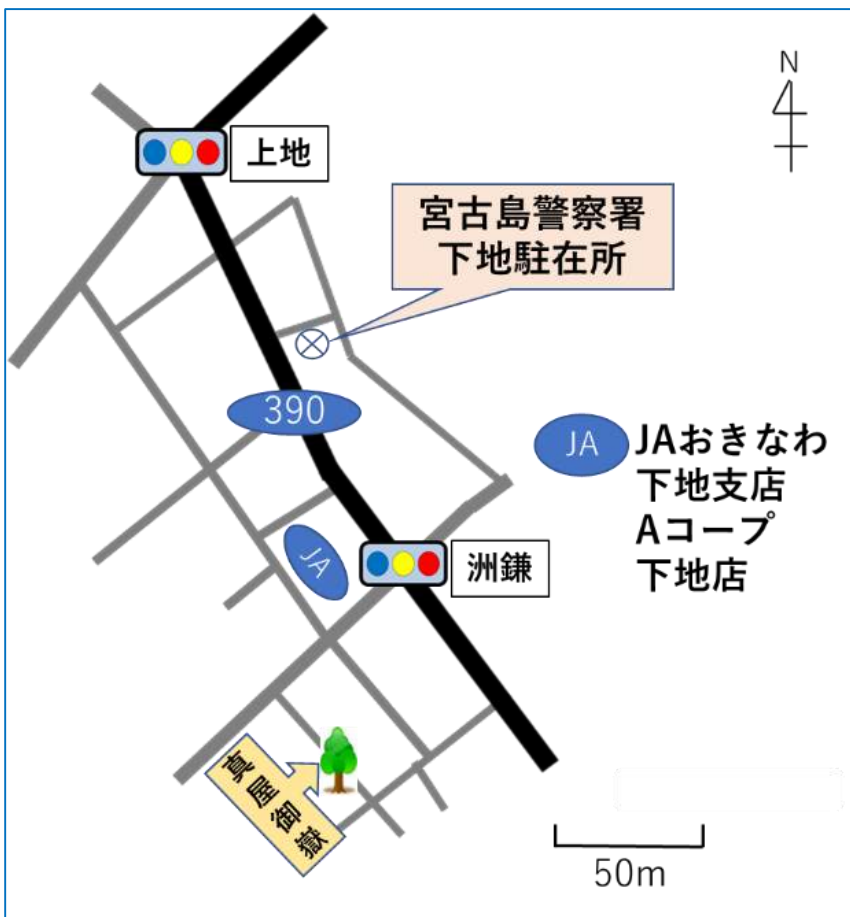 N
上地
宮古島警察署
下地駐在所
390
JA
JAおきなわ
下地支店
Aコープ
下地店
JA
洲鎌
真屋御嶽
50m